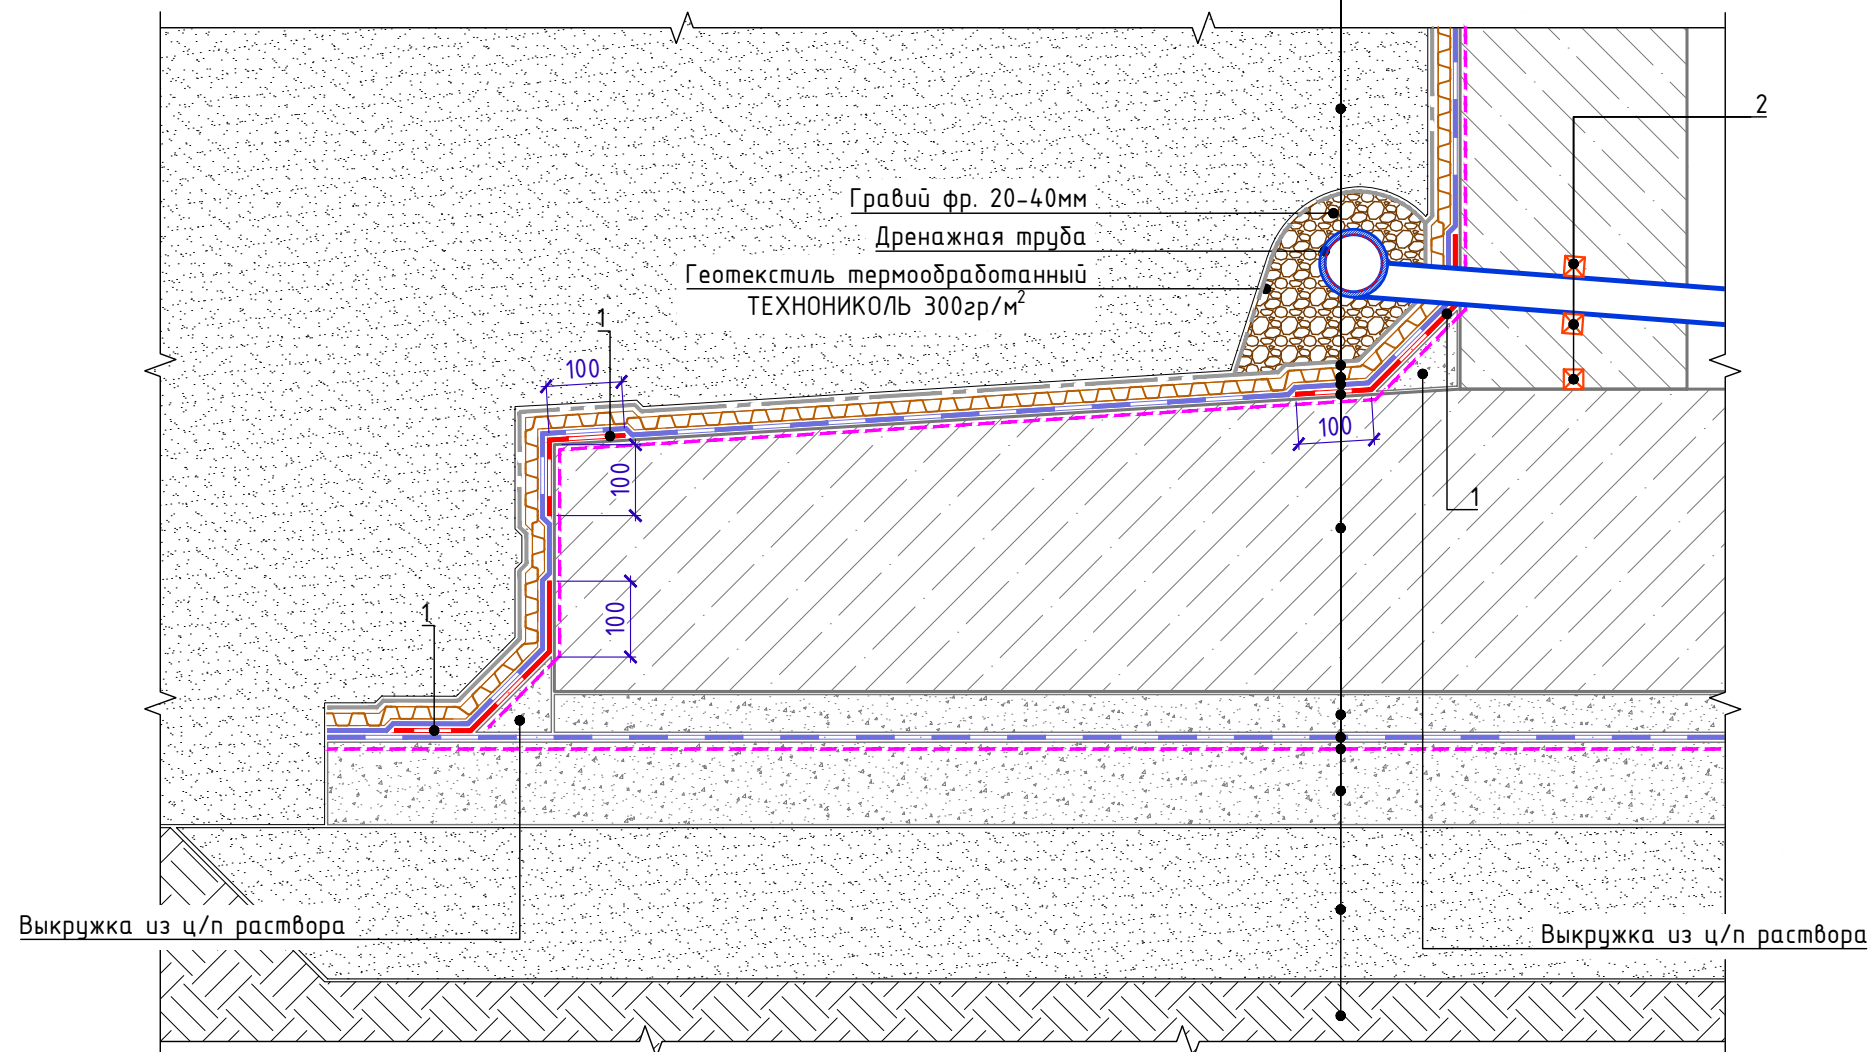 2
Гравий фр. 20-40мм
Дренажная труба
Геотекстиль термообработанный
ТЕХНОНИКОЛЬ 300гр/м²
1
100
100
100
1
100
1
Выкружка из ц/п раствора
Выкружка из ц/п раствора